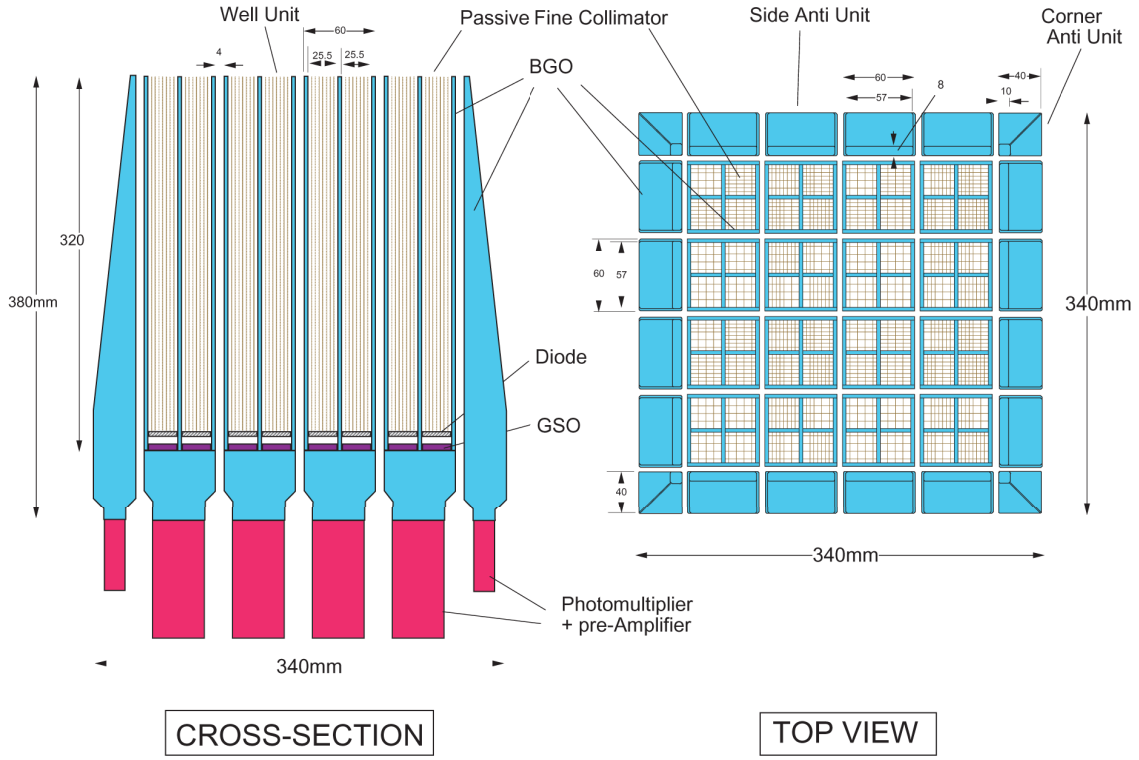 Well Unit
Passive Fine Collimator
Side Anti Unit
Corner
Anti Unit
60
4
25.5
25.5
BGO
60
57
8
40
10
320
380mm
60
57
340mm
Diode
GSO
40
340mm
Photomultiplier
+ pre-Amplifier
340mm
CROSS-SECTION
TOP VIEW